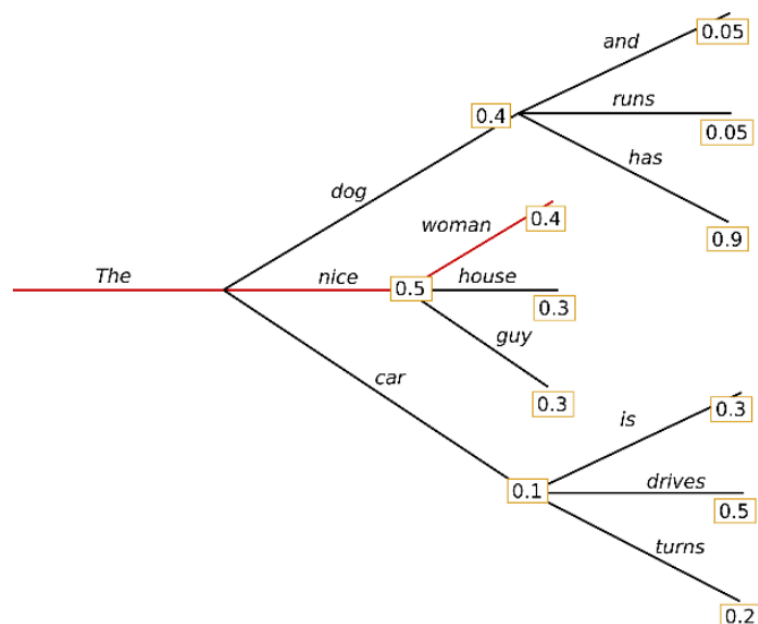 The
dog
0.4
and
0.05
runs
0.05
has
0.9
nice
0.5
woman
0.4
house
0.3
guy
0.3
car
0.1
is
0.3
drives
0.5
turns
0.2